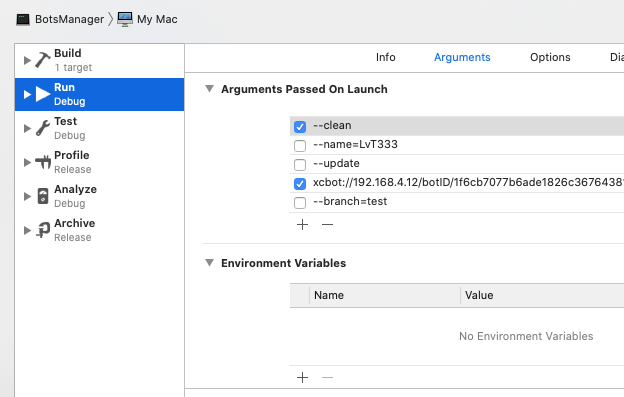 BotsManager My Mac
Info Arguments Options Dia
Build
1 target
Run
Debug
Test
Debug
Profile
Release
Analyze
Debug
Archive
Release
Arguments Passed On Launch
--clean
--name=LvT333
--update
xcbot://192.168.4.12/botID/1f6cb7077b6ade1826c3676438
--branch=test
Environment Variables
Name Value
No Environment Variables